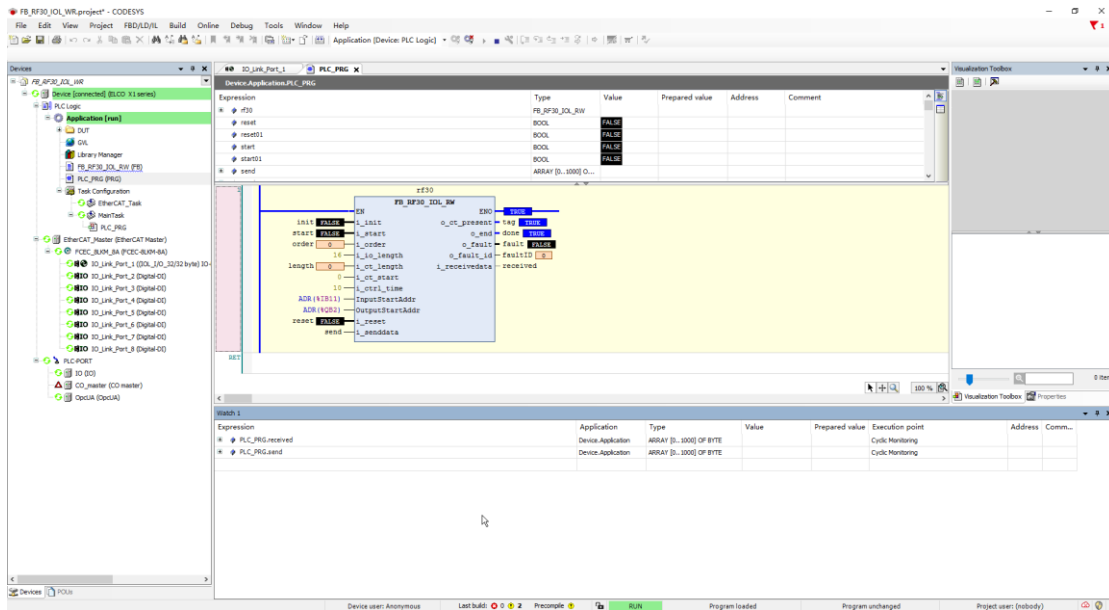 FB_RF30_IOL_WR.project* - CODESYS
File Edit View Project FBD/LD/IL Build Online Debug Tools Window Help
Application [Device: PLC Logic]
Devices
FB_RF30_IOL_WR
Device [connected] (ELCO X1 series)
PLC Logic
Application [run]
DUT
GVL
Library Manager
FB_RF30_IOL_RW (FB)
PLC_PRG (PRG)
Task Configuration
EtherCAT_Task
MainTask
PLC_PRG
EtherCAT_Master (EtherCAT Master)
FCEC_8LKM_8A (FCEC-8LKM-8A)
IO_Link_Port_1 (IOL_I/O_32/32 byte) IO-
IO_Link_Port_2 (Digital-DI)
IO_Link_Port_3 (Digital-DI)
IO_Link_Port_4 (Digital-DI)
IO_Link_Port_5 (Digital-DI)
IO_Link_Port_6 (Digital-DI)
IO_Link_Port_7 (Digital-DI)
IO_Link_Port_8 (Digital-DI)
PLC-PORT
IO (IO)
CO_master (CO master)
OpcUA (OpcUA)
Devices POUs
IO_Link_Port_1 PLC_PRG
Device.Application.PLC_PRG
Expression Type Value Prepared value Address Comment
rf30 FB_RF30_IOL_RW
reset BOOL FALSE
reset01 BOOL FALSE
start BOOL FALSE
start01 BOOL FALSE
send ARRAY [0..1000] O...
1
rf30
FB_RF30_IOL_RW
EN ENO TRUE
init FALSE i_init o_ct_present tag TRUE
start FALSE i_start o_end done TRUE
order 0 i_order o_fault fault FALSE
16 i_io_length o_fault_id faultID 0
length 0 i_ct_length i_receivedata received
0 i_ct_start
10 i_ctrl_time
ADR(%IB11) InputStartAddr
ADR(%QB2) OutputStartAddr
reset FALSE i_reset
send i_senddata
RET
100 %
Visualization Toolbox
0 iter
Visualization Toolbox Properties
Watch 1
Expression Application Type Value Prepared value Execution point Address Comm...
PLC_PRG.received Device.Application ARRAY [0..1000] OF BYTE Cyclic Monitoring
PLC_PRG.send Device.Application ARRAY [0..1000] OF BYTE Cyclic Monitoring
Device user: Anonymous Last build: 0 2 Precompile RUN Program loaded Program unchanged Project user: (nobody)